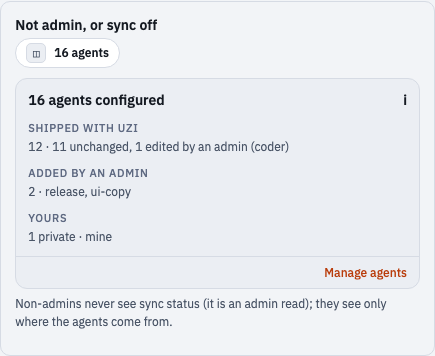 Not admin, or sync off
16 agents
16 agents configured i
SHIPPED WITH UZI
12 · 11 unchanged, 1 edited by an admin (coder)
ADDED BY AN ADMIN
2 · release, ui-copy
YOURS
1 private · mine
Manage agents
Non-admins never see sync status (it is an admin read); they see only
where the agents come from.